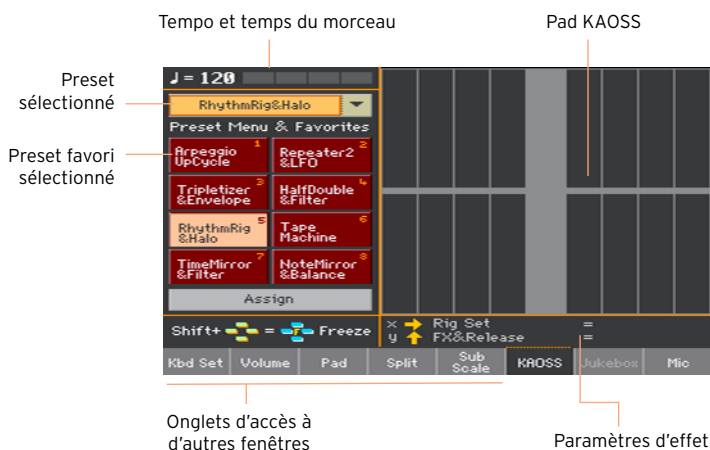 Tempo et temps du morceau
Pad KAOSS
Preset
sélectionné
♩ = 120
RhythmRig&Halo
Preset Menu & Favorites
Preset favori
sélectionné
Arpeggio 1
UpCycle
Repeater2 2
&LFO
Tripletizer 3
&Envelope
HalfDouble 4
&Filter
RhythmRig 5
&Halo
Tape 6
Machine
TimeMirror 7
&Filter
NoteMirror 8
&Balance
Assign
Shift+ = F Freeze
x Rig Set =
y FX&Release =
Kbd Set
Volume
Pad
Split
Sub
Scale
KAOSS
Jukebox
Mic
Onglets d'accès à
d'autres fenêtres
Paramètres d'effet